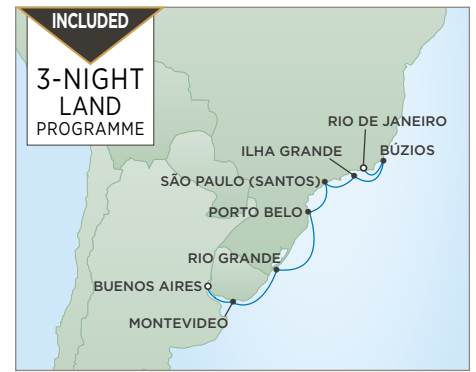 INCLUDED
3-NIGHT
LAND
PROGRAMME
RIO DE JANEIRO
ILHA GRANDE
BÚZIOS
SÃO PAULO (SANTOS)
PORTO BELO
RIO GRANDE
BUENOS AIRES
MONTEVIDEO